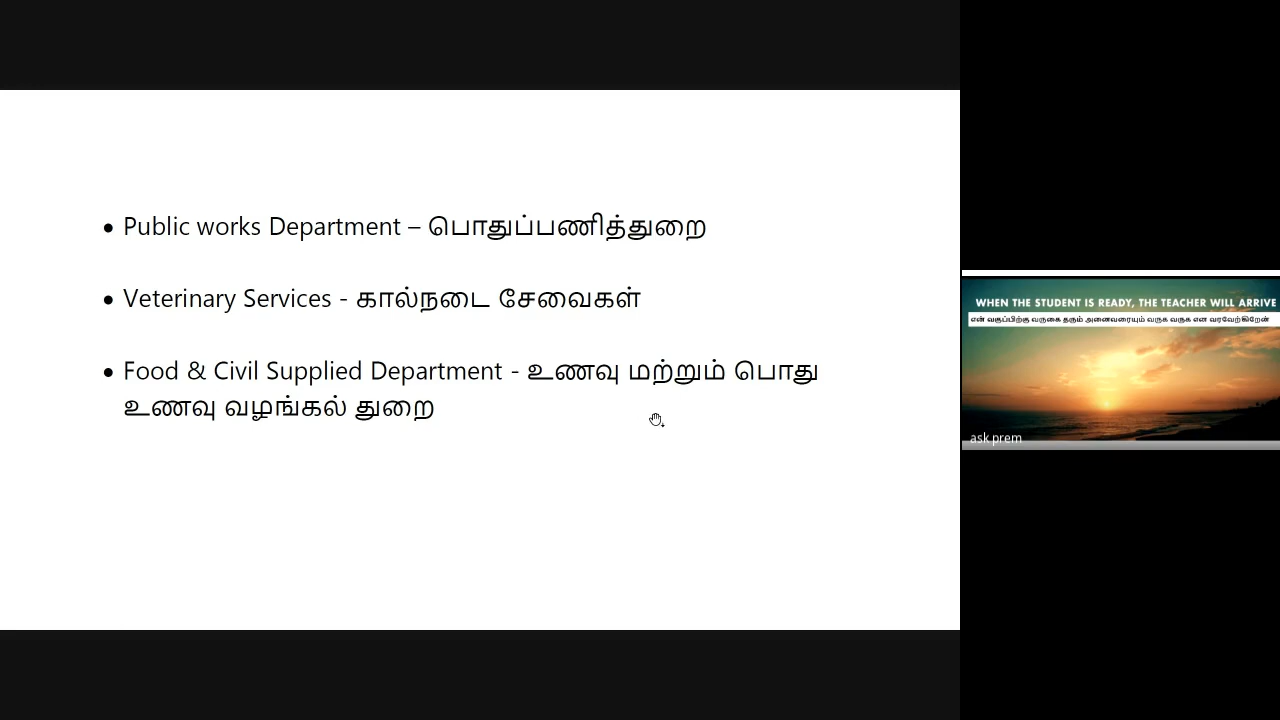 • Public works Department – பொதுப்பணித்துறை
• Veterinary Services - கால்நடை சேவைகள்
• Food & Civil Supplied Department - உணவு மற்றும் பொது
உணவு வழங்கல் துறை
WHEN THE STUDENT IS READY, THE TEACHER WILL ARRIVE
என் வகுப்பிற்கு வருகை தரும் அனைவரையும் வருக வருக என வரவேற்கிறேன்
ask prem